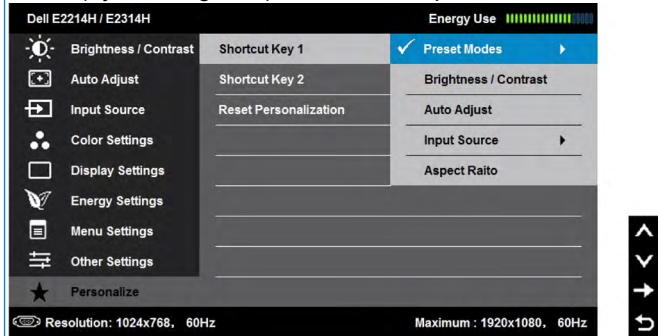 Dell E2214H / E2314H Energy Use
Brightness / Contrast Shortcut Key 1 Preset Modes
Auto Adjust Shortcut Key 2 Brightness / Contrast
Input Source Reset Personalization Auto Adjust
Color Settings Input Source
Display Settings Aspect Raito
Energy Settings
Menu Settings
Other Settings
Personalize
Resolution: 1024x768, 60Hz Maximum : 1920x1080, 60Hz